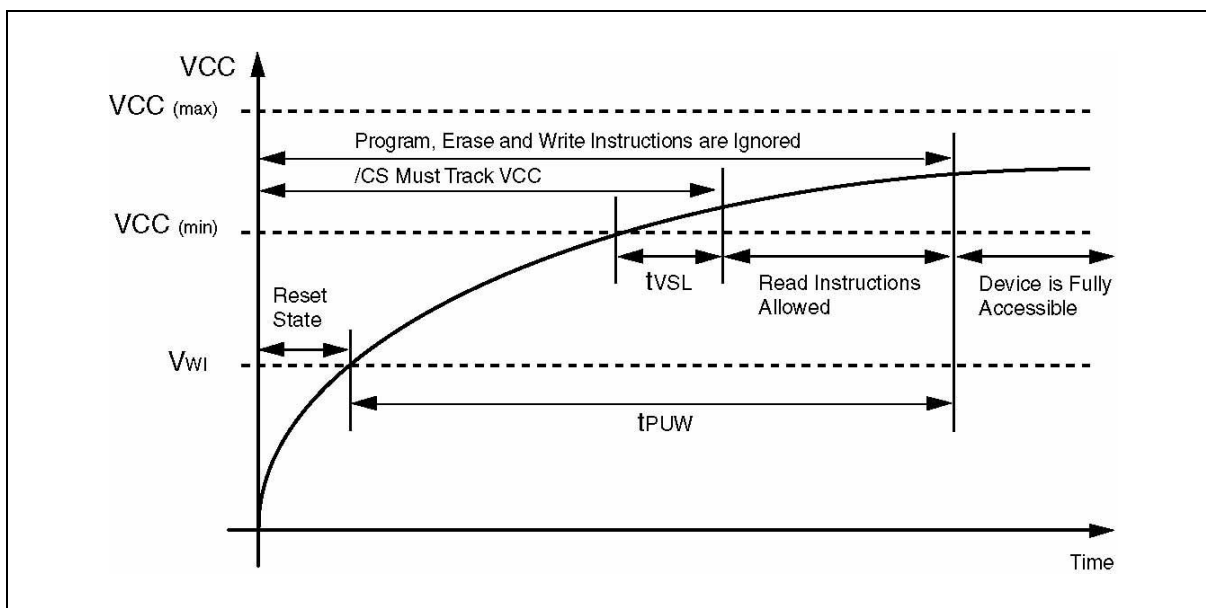 VCC
VCC (max)
Program, Erase and Write Instructions are Ignored
/CS Must Track VCC
VCC (min)
tVSL
Read Instructions
Allowed
Device is Fully
Accessible
Reset
State
VWI
tPUW
Time